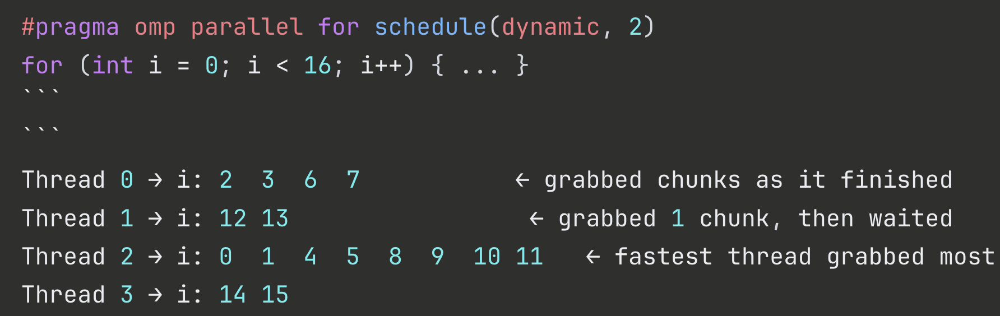 #pragma omp parallel for schedule(dynamic, 2)
for (int i = 0; i < 16; i++) { ... }
```
```
Thread 0 → i: 2  3  6  7           ← grabbed chunks as it finished
Thread 1 → i: 12 13                 ← grabbed 1 chunk, then waited
Thread 2 → i: 0  1  4  5  8  9  10 11   ← fastest thread grabbed most
Thread 3 → i: 14 15